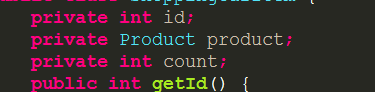 private int id;
private Product product;
private int count;
public int getId() {